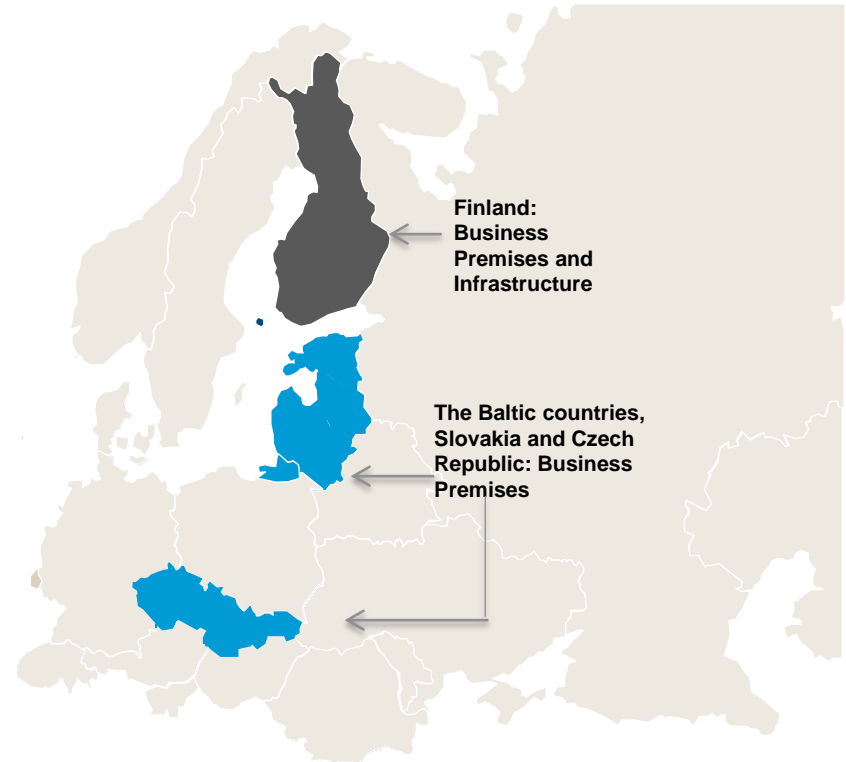 Finland:
Business
Premises and
Infrastructure
The Baltic countries,
Slovakia and Czech
Republic: Business
Premises